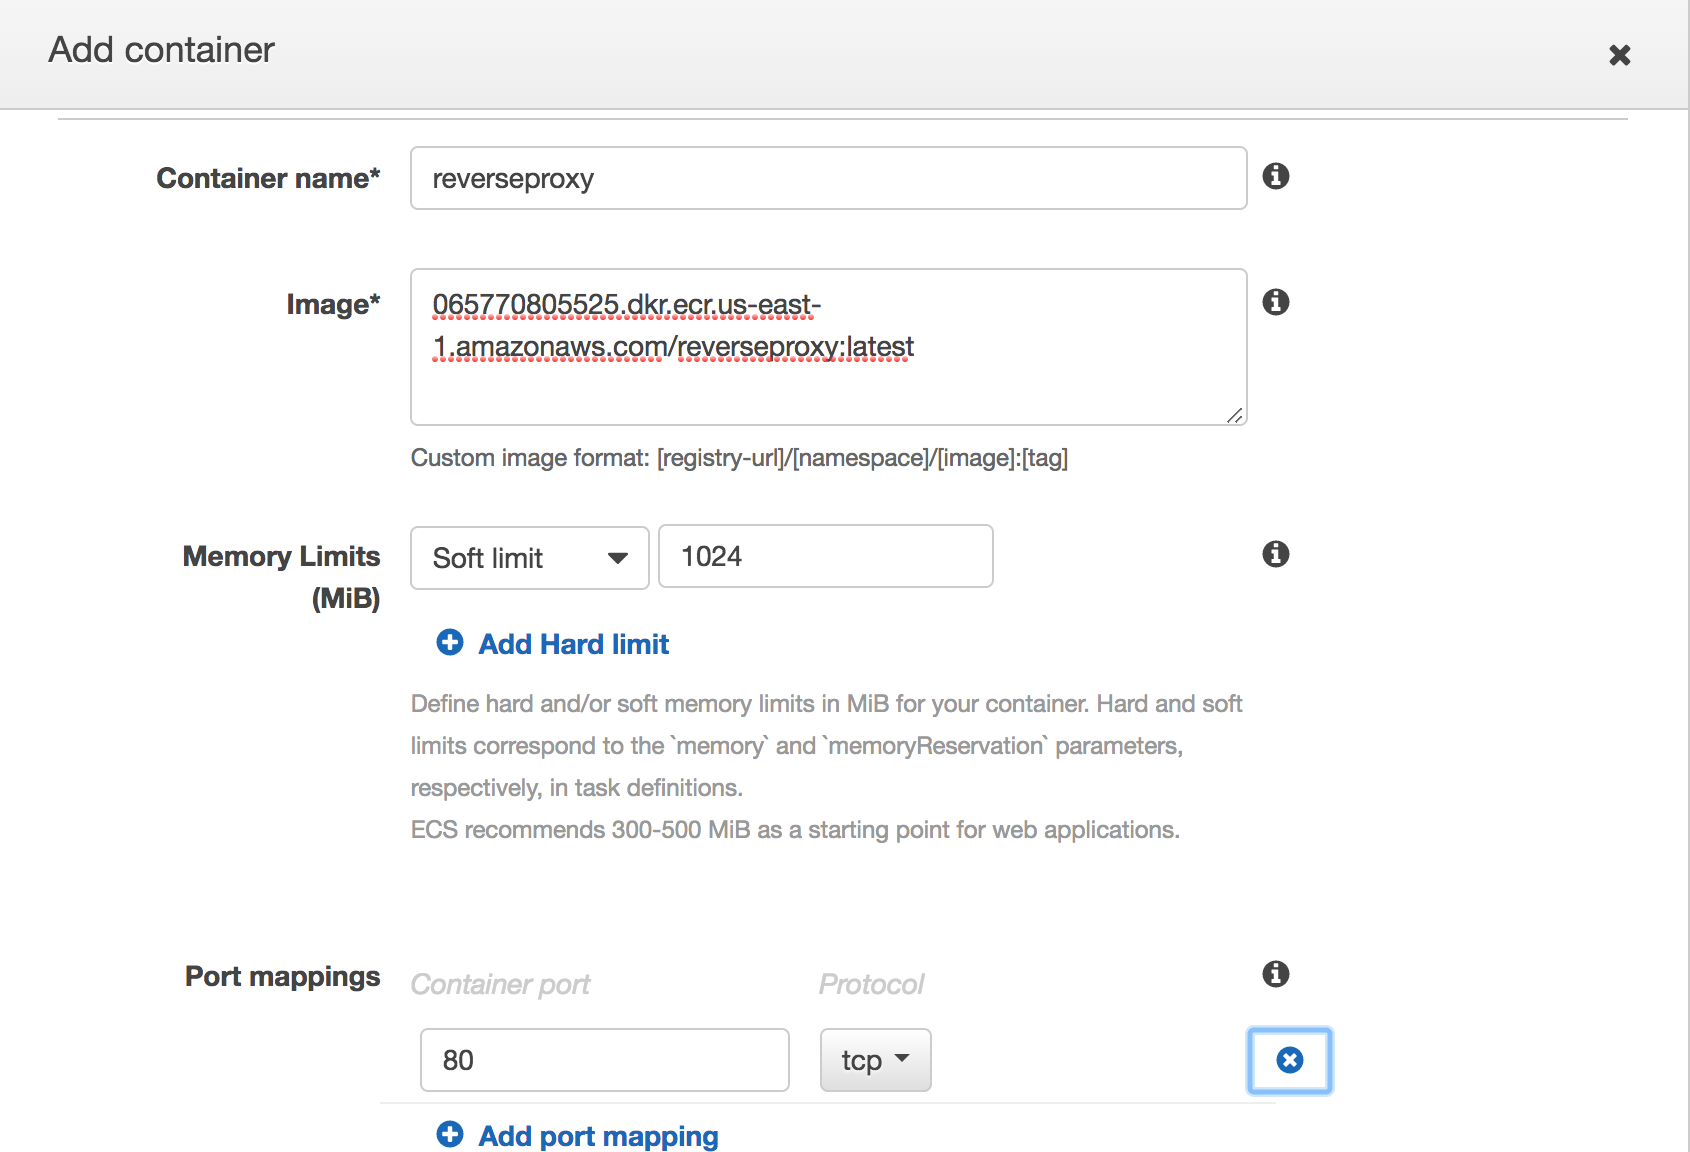 Add container
Container name*
reverseproxy
Image*
065770805525.dkr.ecr.us-east-
1.amazonaws.com/reverseproxy:latest
Custom image format: [registry-url]/[namespace]/[image]:[tag]
Memory Limits
(MiB)
Soft limit
1024
Add Hard limit
Define hard and/or soft memory limits in MiB for your container. Hard and soft
limits correspond to the `memory` and `memoryReservation` parameters,
respectively, in task definitions.
ECS recommends 300-500 MiB as a starting point for web applications.
Port mappings
Container port
Protocol
80
tcp
Add port mapping